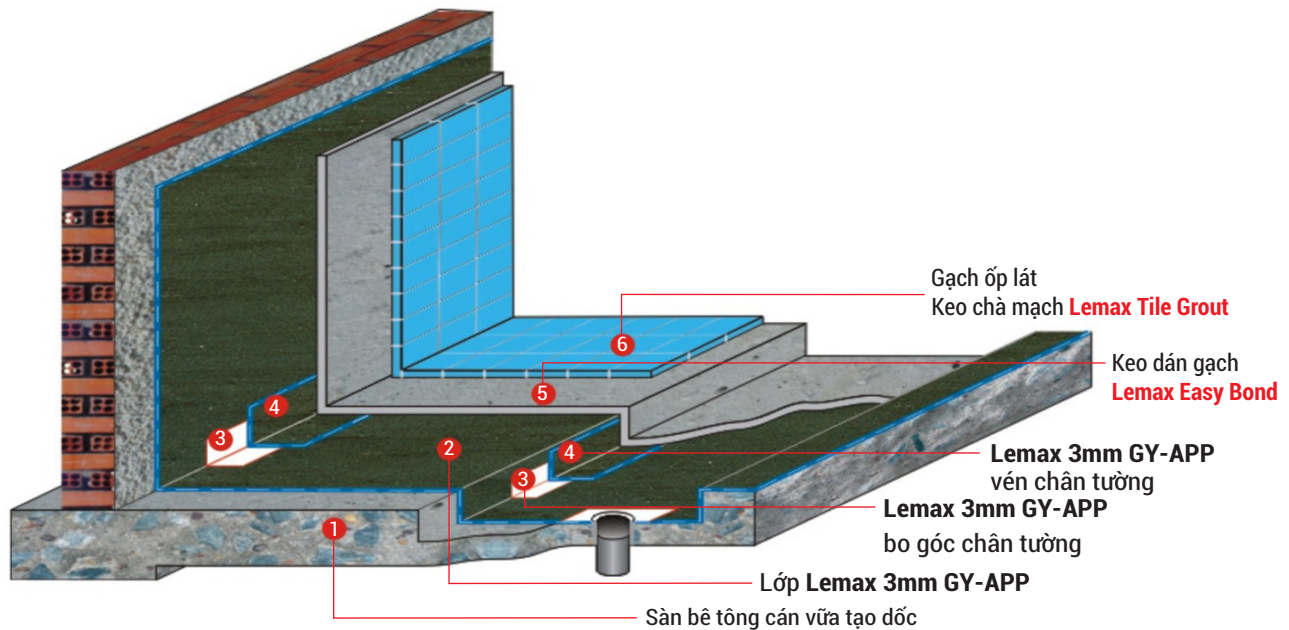 Gạch ốp lát
Keo chà mạch Lemax Tile Grout
6
Keo dán gạch
Lemax Easy Bond
5
4
3
2
4
Lemax 3mm GY-APP
vén chân tường
3
Lemax 3mm GY-APP
bo góc chân tường
1
Lớp Lemax 3mm GY-APP
Sàn bê tông cán vữa tạo dốc